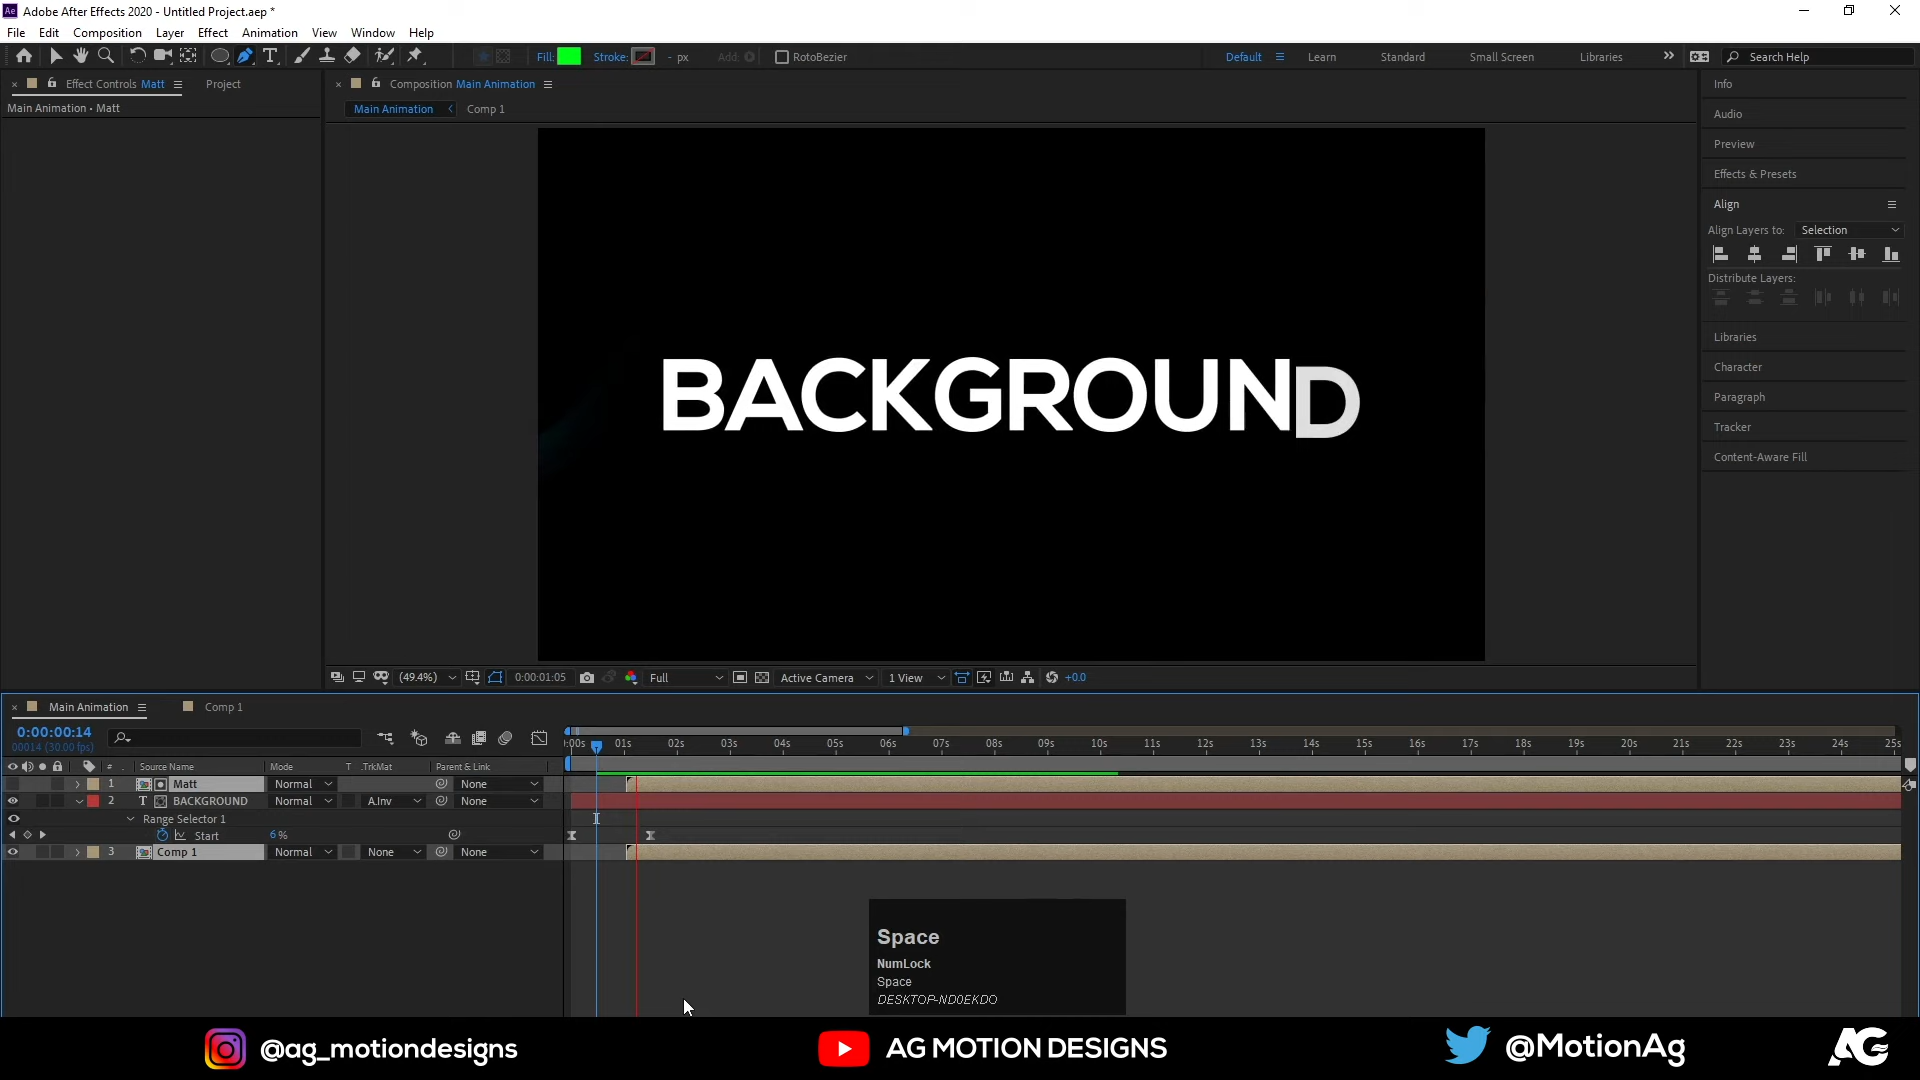 Adobe After Effects 2020 - Untitled Project.aep *
File Edit Composition Layer Effect Animation View Window Help
Fill: Stroke: - px Add: RotoBezier Default Learn Standard Small Screen Libraries Search Help
Effect Controls Matt Project
Main Animation • Matt
Composition Main Animation
Main Animation Comp 1
BACKGROUND
Info
Audio
Preview
Effects & Presets
Align
Align Layers to: Selection
Distribute Layers:
Libraries
Character
Paragraph
Tracker
Content-Aware Fill
(49.4%) 0:00:01:05 Full Active Camera 1 View +0.0
Main Animation Comp 1
0:00:00:14
00014 (30.00 fps)
:00s 01s 02s 03s 04s 05s 06s 07s 08s 09s 10s 11s 12s 13s 14s 15s 16s 17s 18s 19s 20s 21s 22s 23s 24s 25s
# Source Name Mode T .TrkMat Parent & Link
1 Matt Normal None
2 T BACKGROUND Normal A.Inv None
Range Selector 1
Start 6%
3 Comp 1 Normal None None
Space
NumLock
Space
DESKTOP-ND0EKDO
@ag_motiondesigns AG MOTION DESIGNS @MotionAg AG